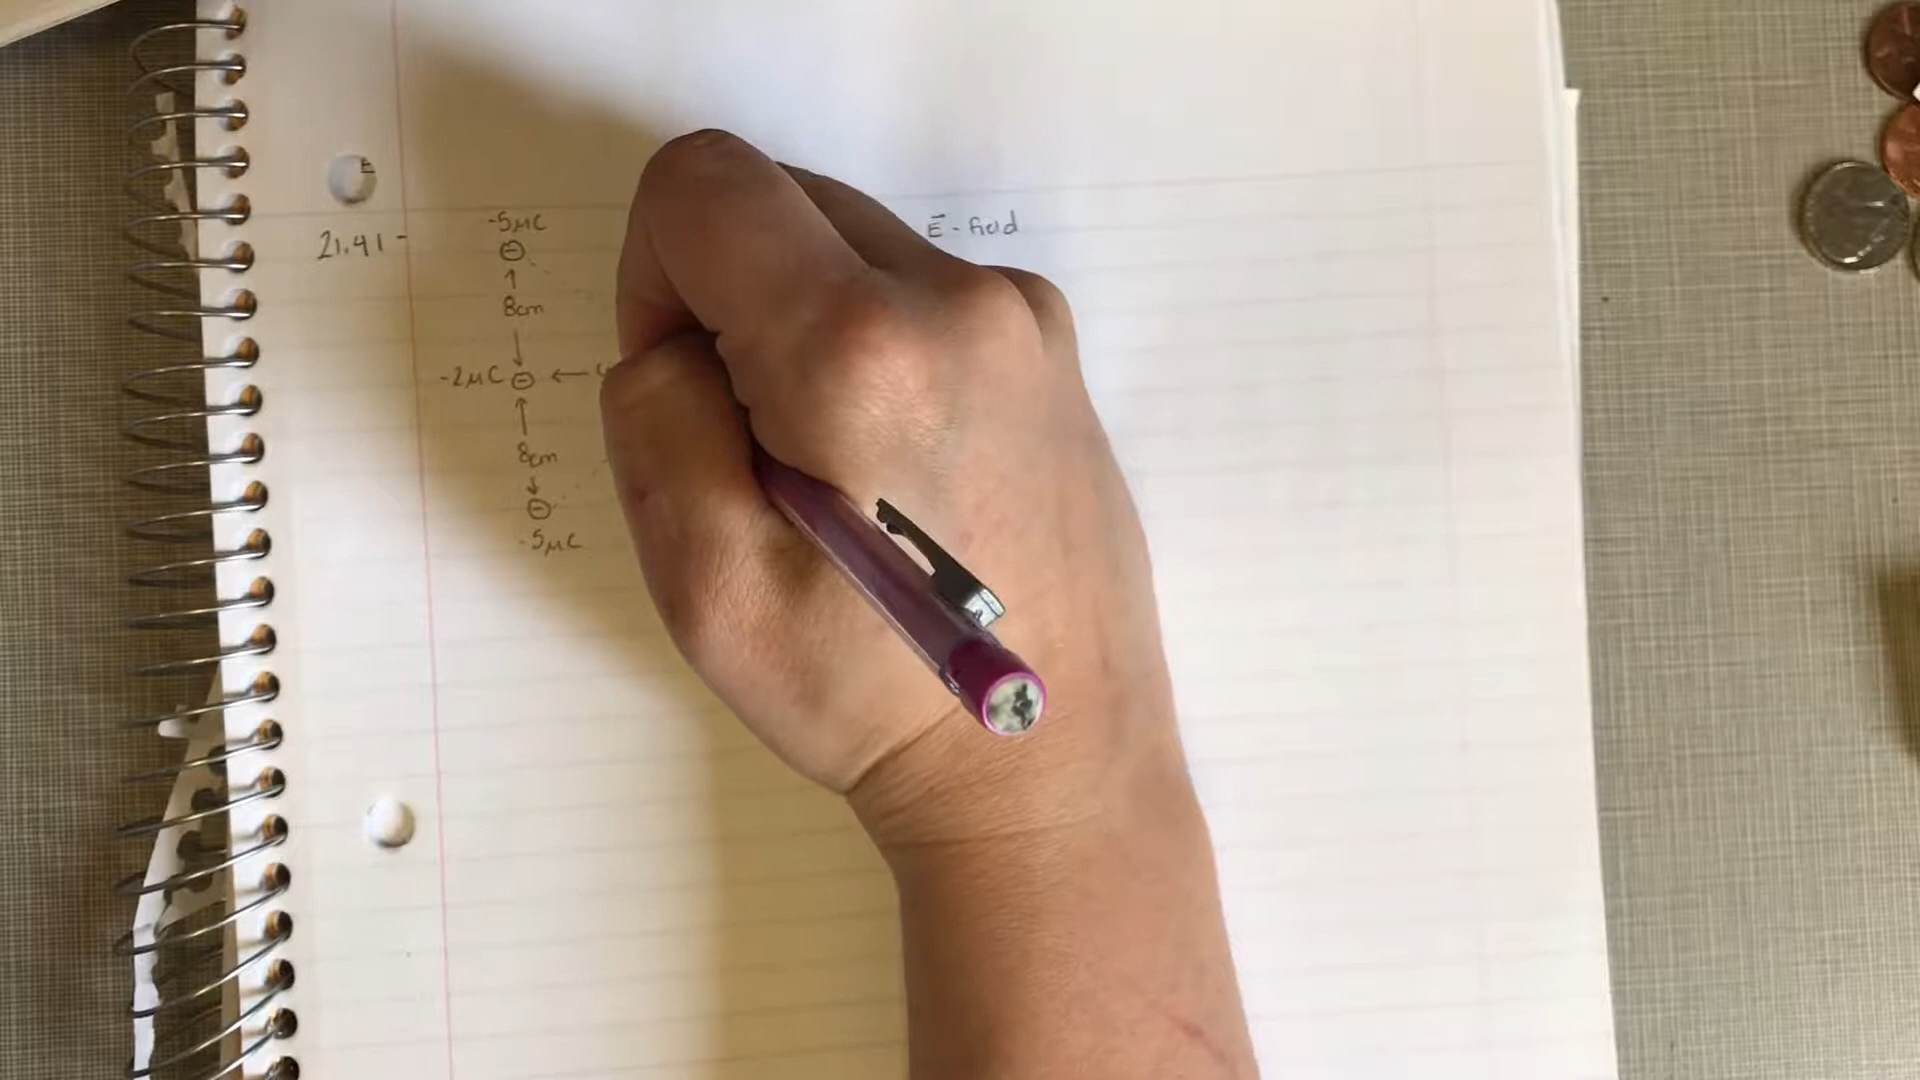 E
-5μC
21.41 - ⊖ E⃗ - field
↑
8cm
↓
-2μC ⊖ ←
↑
8cm
↓
⊖
-5μC